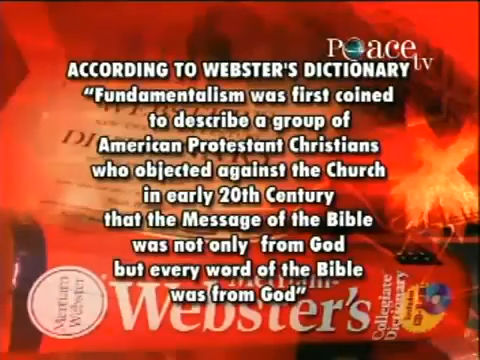 Peace tv
ACCORDING TO WEBSTER'S DICTIONARY
“Fundamentalism was first coined
to describe a group of
American Protestant Christians
who objected against the Church
in early 20th Century
that the Message of the Bible
was not only from God
but every word of the Bible
was from God”
Merriam-
Webster's
Collegiate
Dictionary
Merriam
Webster